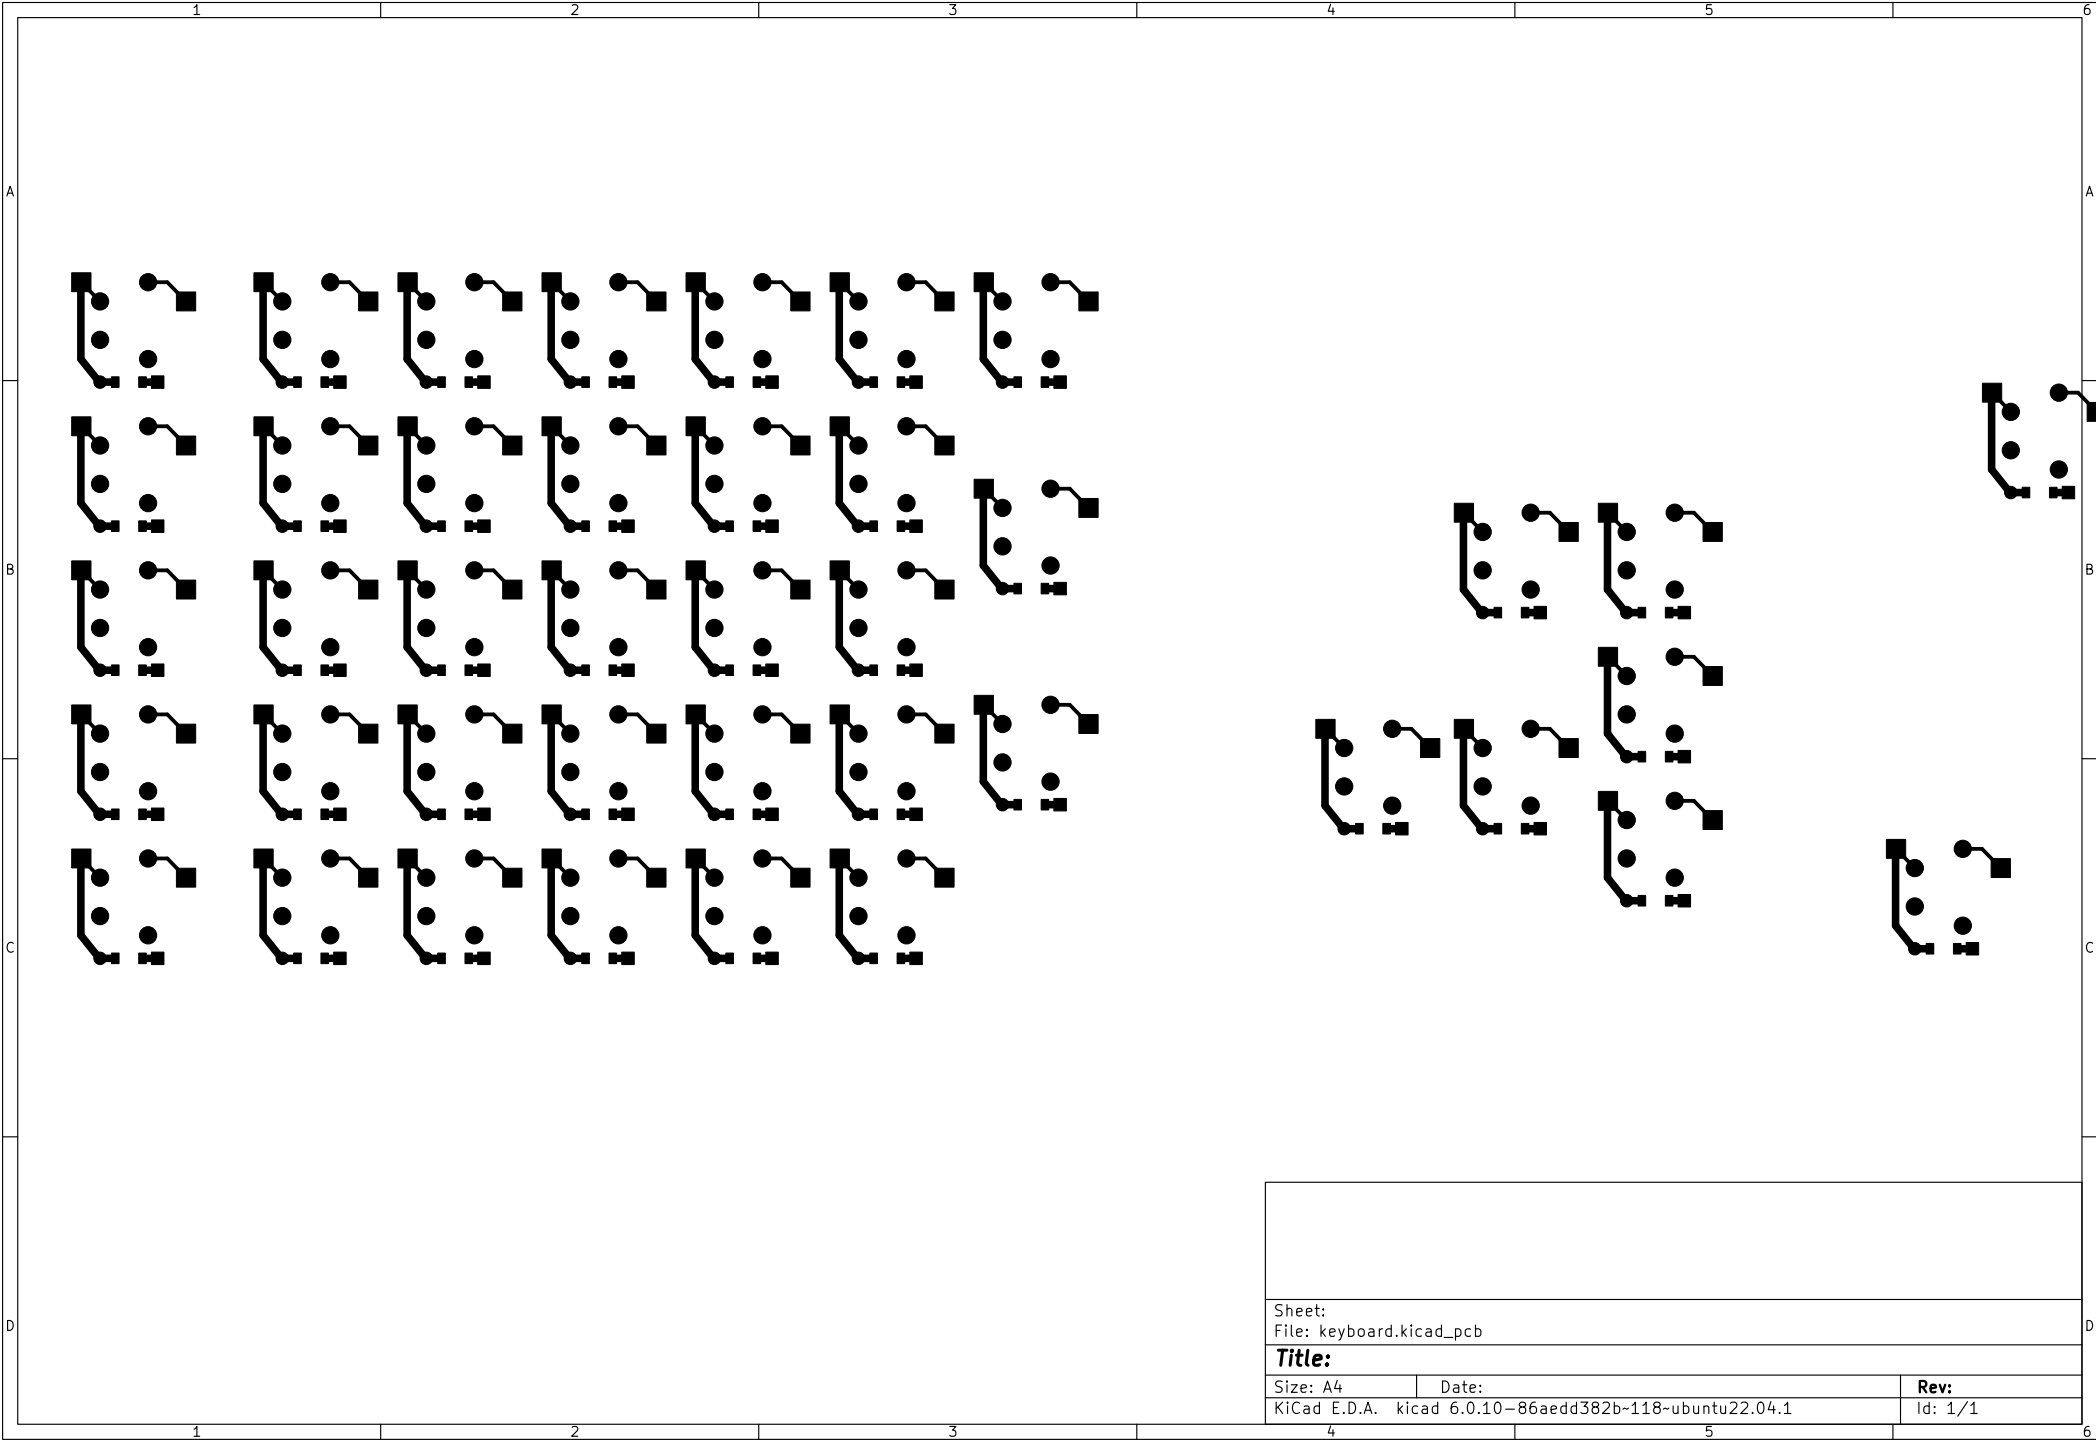 1 2 3 4 5 6
A A
B B
C C
D D
Sheet:
File: keyboard.kicad_pcb
Title:
Size: A4 Date: Rev:
KiCad E.D.A. kicad 6.0.10-86aedd382b~118~ubuntu22.04.1 Id: 1/1
1 2 3 4 5 6